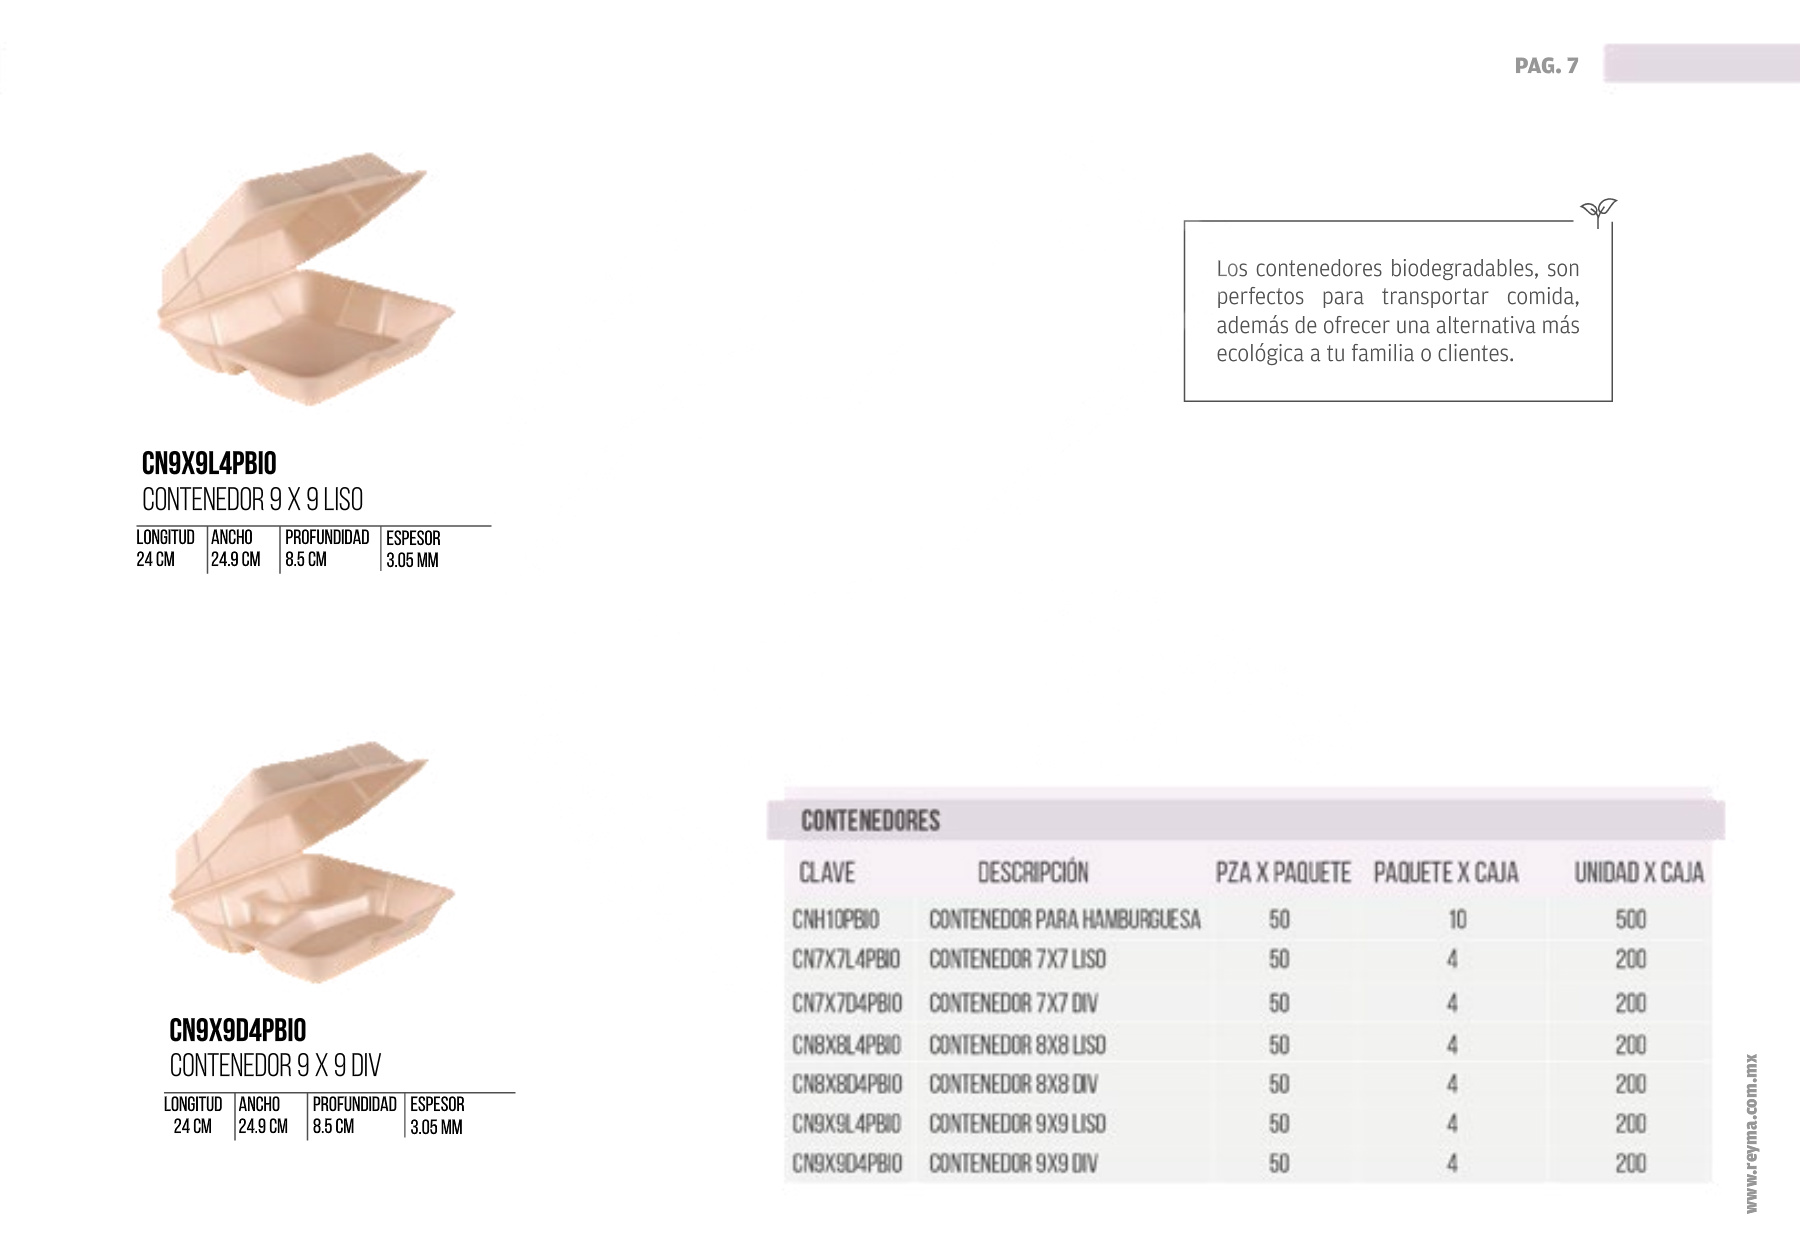 PAG. 7
Los contenedores biodegradables, son
perfectos para transportar comida,
además de ofrecer una alternativa más
ecológica a tu familia o clientes.
CN9X9L4PBIO
CONTENEDOR 9 X 9 LISO
LONGITUD ANCHO PROFUNDIDAD ESPESOR
24 CM 24.9 CM 8.5 CM 3.05 MM
CN9X9D4PBIO
CONTENEDOR 9 X 9 DIV
LONGITUD ANCHO PROFUNDIDAD ESPESOR
24 CM 24.9 CM 8.5 CM 3.05 MM
CONTENEDORES
CLAVE DESCRIPCIÓN PZA X PAQUETE PAQUETE X CAJA UNIDAD X CAJA
CNH10PBIO CONTENEDOR PARA HAMBURGUESA 50 10 500
CN7X7L4PBIO CONTENEDOR 7X7 LISO 50 4 200
CN7X7D4PBIO CONTENEDOR 7X7 DIV 50 4 200
CN8X8L4PBIO CONTENEDOR 8X8 LISO 50 4 200
CN8X8D4PBIO CONTENEDOR 8X8 DIV 50 4 200
CN9X9L4PBIO CONTENEDOR 9X9 LISO 50 4 200
CN9X9D4PBIO CONTENEDOR 9X9 DIV 50 4 200
www.reyma.com.mx